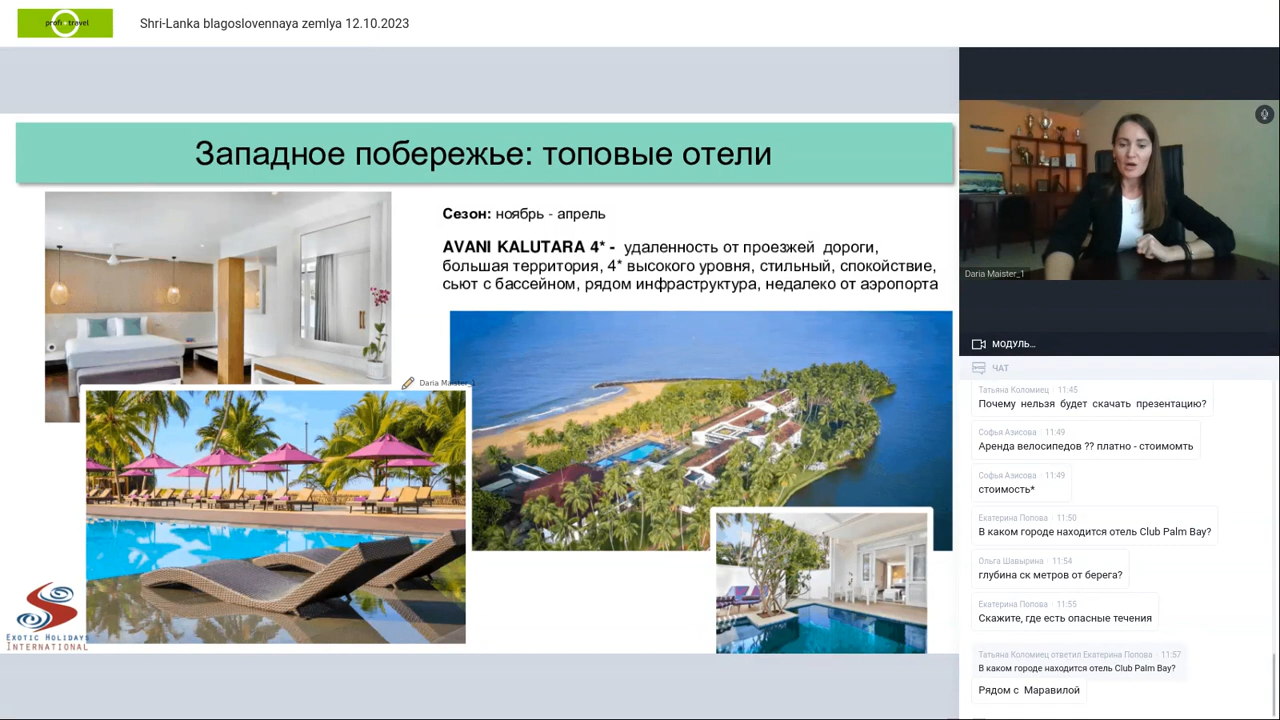 profi travel
Shri-Lanka blagoslovennaya zemlya 12.10.2023
Западное побережье: топовые отели
Сезон: ноябрь - апрель
AVANI KALUTARA 4* - удаленность от проезжей дороги,
большая территория, 4* высокого уровня, стильный, спокойствие,
сьют с бассейном, рядом инфраструктура, недалеко от аэропорта
Daria Maister_1
EXOTIC HOLIDAYS
INTERNATIONAL
Daria Maister_1
МОДУЛЬ...
ЧАТ
Татьяна Коломиец 11:45
Почему нельзя будет скачать презентацию?
Софья Азисова 11:49
Аренда велосипедов ?? платно - стоимомть
Софья Азисова 11:49
стоимость*
Екатерина Попова 11:50
В каком городе находится отель Club Palm Bay?
Ольга Шавырина 11:54
глубина ск метров от берега?
Екатерина Попова 11:55
Скажите, где есть опасные течения
Татьяна Коломиец ответил Екатерина Попова 11:57
В каком городе находится отель Club Palm Bay?
Рядом с Маравилой